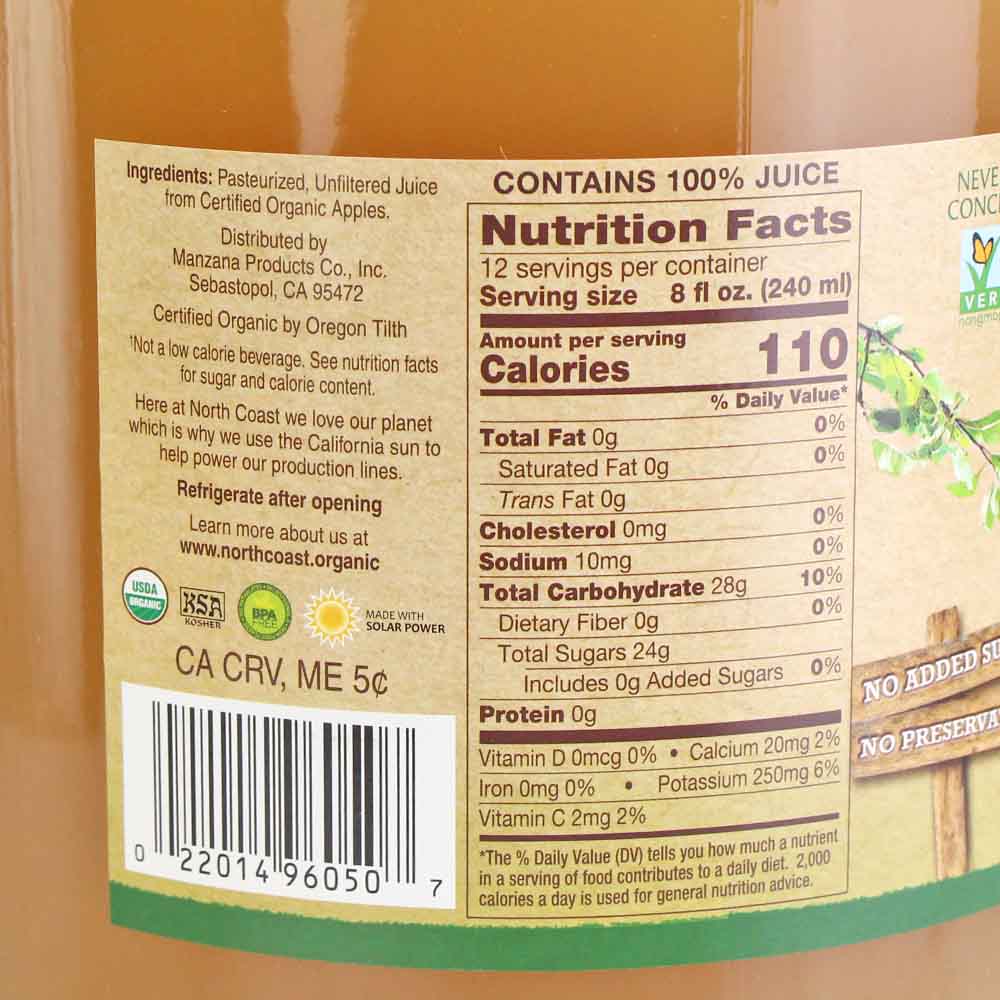 Ingredients: Pasteurized, Unfiltered Juice
from Certified Organic Apples.
Distributed by
Manzana Products Co., Inc.
Sebastopol, CA 95472
Certified Organic by Oregon Tilth
†Not a low calorie beverage. See nutrition facts
for sugar and calorie content.
Here at North Coast we love our planet
which is why we use the California sun to
help power our production lines.
Refrigerate after opening
Learn more about us at
www.northcoast.organic
USDA
ORGANIC
KSA
KOSHER
BPA
FREE
MADE WITH
SOLAR POWER
CA CRV, ME 5¢
0 22014 96050 7
CONTAINS 100% JUICE
Nutrition Facts
12 servings per container
Serving size 8 fl oz. (240 ml)
Amount per serving
Calories 110
% Daily Value*
Total Fat 0g 0%
Saturated Fat 0g 0%
Trans Fat 0g
Cholesterol 0mg 0%
Sodium 10mg 0%
Total Carbohydrate 28g 10%
Dietary Fiber 0g 0%
Total Sugars 24g
Includes 0g Added Sugars 0%
Protein 0g
Vitamin D 0mcg 0% • Calcium 20mg 2%
Iron 0mg 0% • Potassium 250mg 6%
Vitamin C 2mg 2%
*The % Daily Value (DV) tells you how much a nutrient
in a serving of food contributes to a daily diet. 2,000
calories a day is used for general nutrition advice.
NEVE
CONC
VER
nongmo
NO ADDED SU
NO PRESERVA